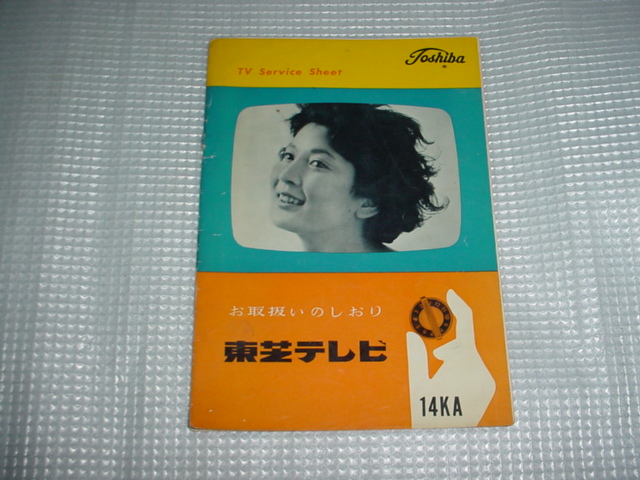 Toshiba
TV Service Sheet
お取扱いのしおり
東芝テレビ
14KA